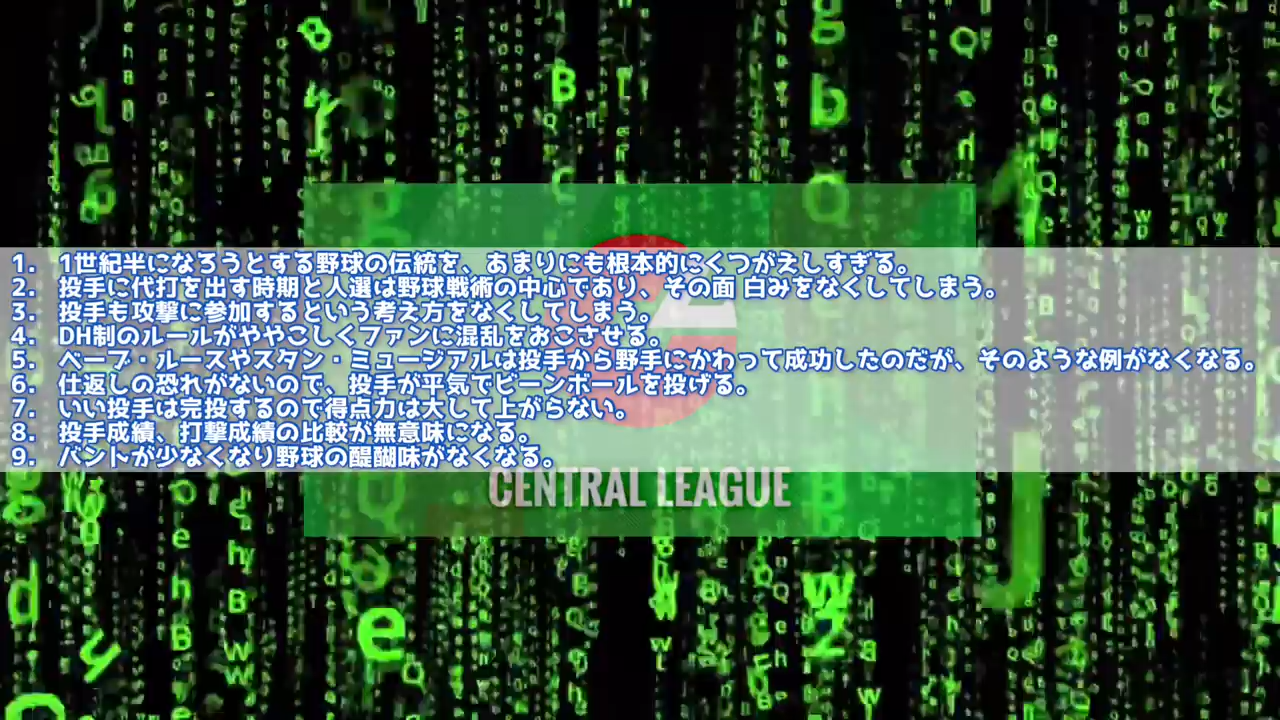 1. 1世紀半になろうとする野球の伝統を、あまりにも根本的にくつがえしすぎる。
2. 投手に代打を出す時期と人選は野球戦術の中心であり、その面 白みをなくしてしまう。
3. 投手も攻撃に参加するという考え方をなくしてしまう。
4. DH制のルールがややこしくファンに混乱をおこさせる。
5. ベーブ・ルースやスタン・ミュージアルは投手から野手にかわって成功したのだが、そのような例がなくなる。
6. 仕返しの恐れがないので、投手が平気でビーンボールを投げる。
7. いい投手は完投するので得点力は大して上がらない。
8. 投手成績、打撃成績の比較が無意味になる。
9. バントが少なくなり野球の醍醐味がなくなる。
CENTRAL LEAGUE